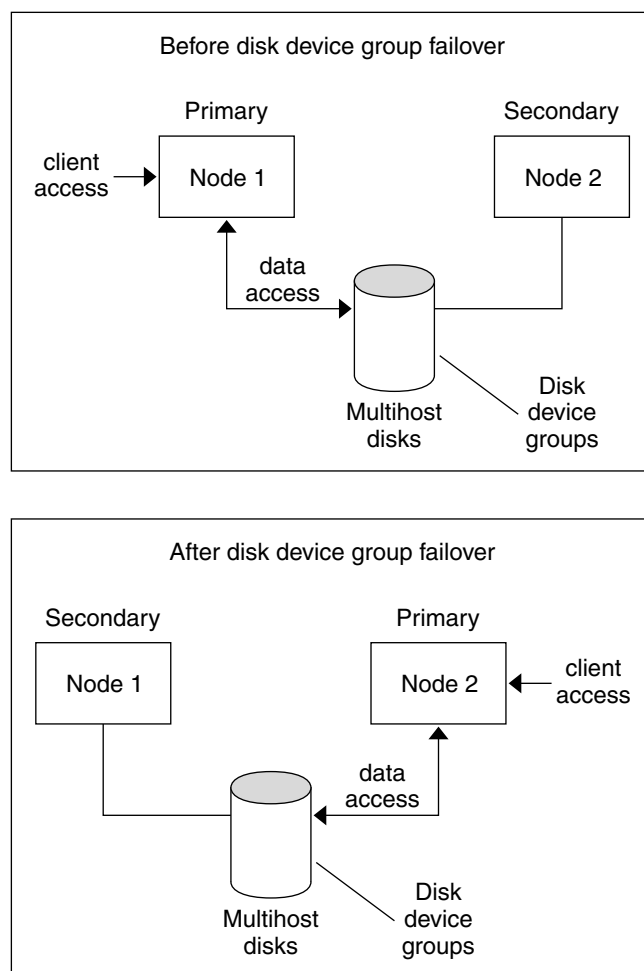 Before disk device group failover
Primary
Secondary
client
access
Node 1
Node 2
data
access
Multihost
disks
Disk
device
groups
After disk device group failover
Secondary
Primary
Node 1
Node 2
client
access
data
access
Multihost
disks
Disk
device
groups